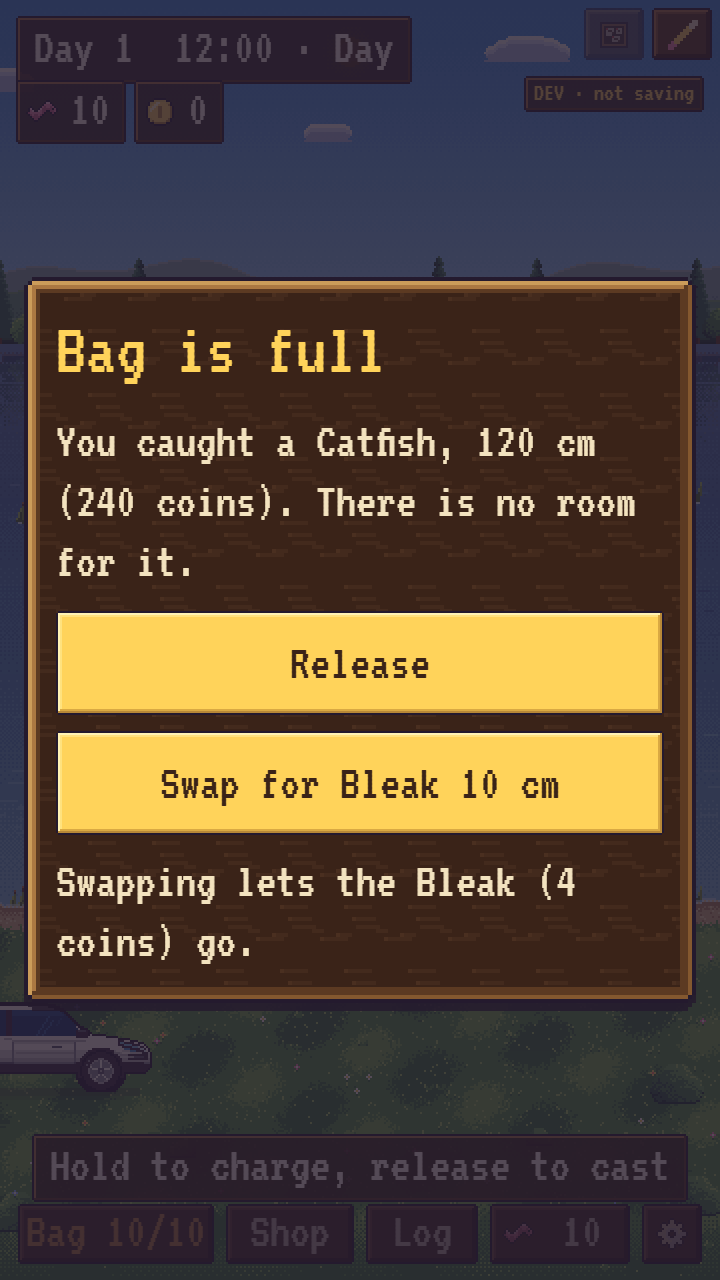 Day 1 12:00 · Day
10 0
DEV · not saving
Bag is full
You caught a Catfish, 120 cm
(240 coins). There is no room
for it.
Release
Swap for Bleak 10 cm
Swapping lets the Bleak (4
coins) go.
Hold to charge, release to cast
Bag 10/10 Shop Log 10